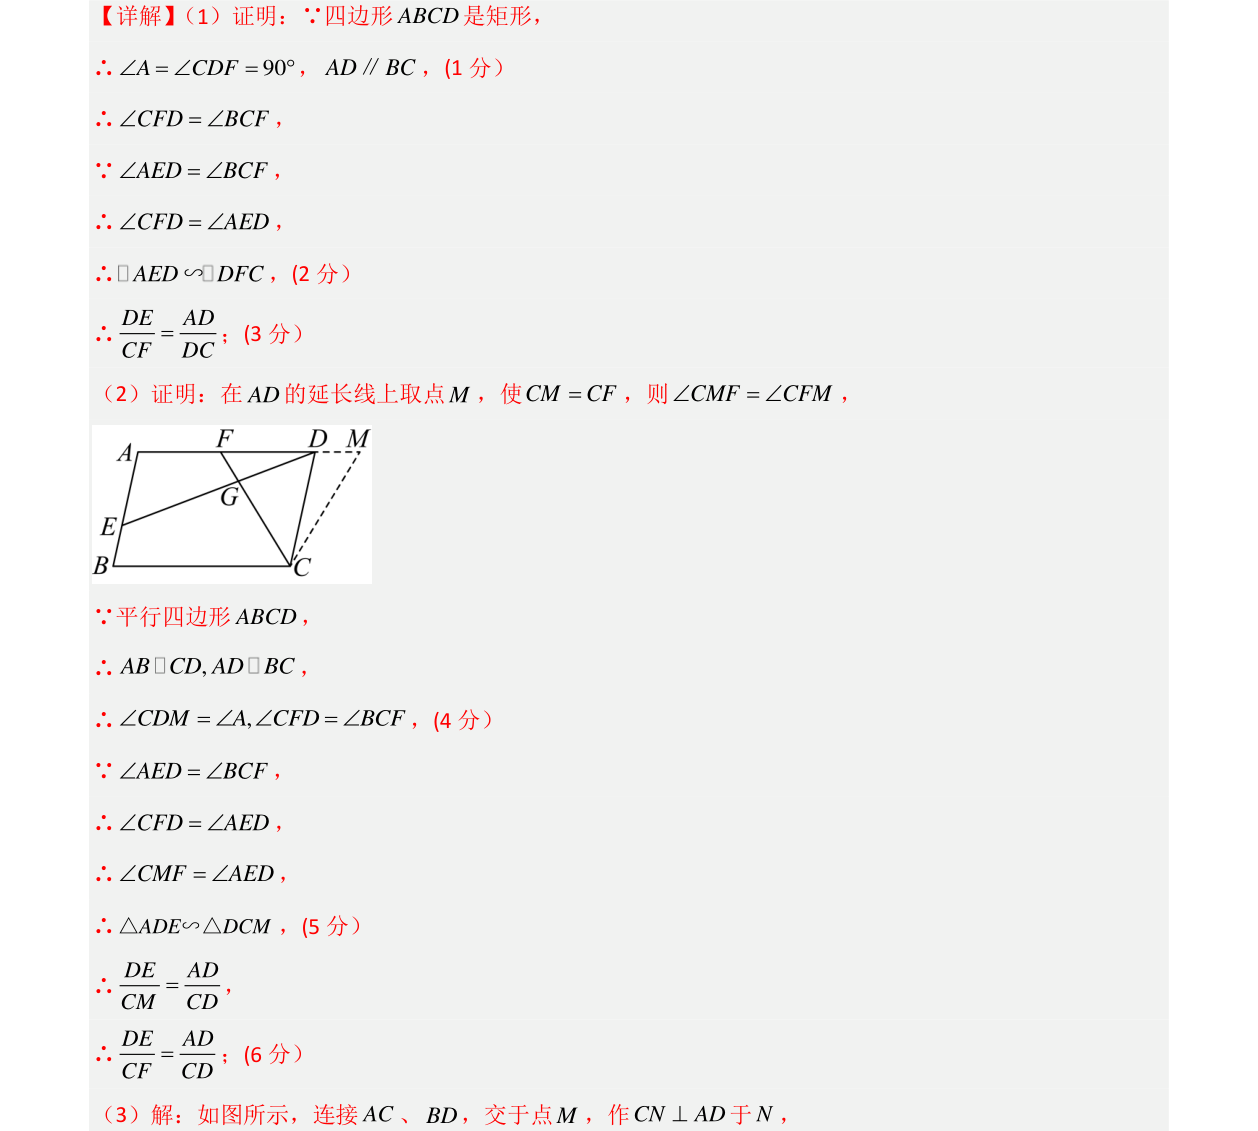 【详解】（1）证明：∵四边形ABCD是矩形，
∴∠A=∠CDF=90°，AD∥BC，(1分）
∴∠CFD=∠BCF，
∵∠AED=∠BCF，
∴∠CFD=∠AED，
∴□AED∽□DFC，(2分）
∴DE/CF=AD/DC；(3分）
（2）证明：在AD的延长线上取点M，使CM=CF，则∠CMF=∠CFM，
A F D M
G
E
B C
∵平行四边形ABCD，
∴AB□CD,AD□BC，
∴∠CDM=∠A,∠CFD=∠BCF，(4分）
∵∠AED=∠BCF，
∴∠CFD=∠AED，
∴∠CMF=∠AED，
∴△ADE∽△DCM，(5分）
∴DE/CM=AD/CD，
∴DE/CF=AD/CD；(6分）
（3）解：如图所示，连接AC、BD，交于点M，作CN⊥AD于N，